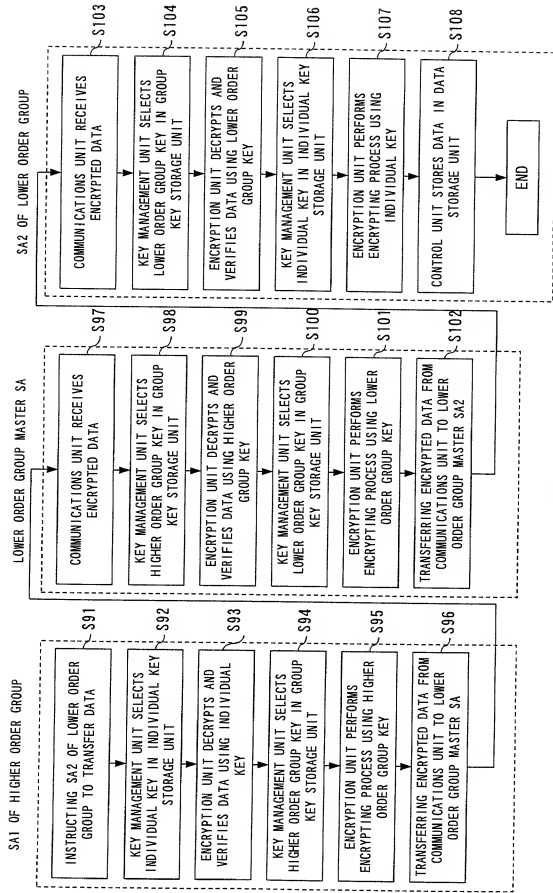 SA1 OF HIGHER ORDER GROUP
S91
INSTRUCTING SA2 OF LOWER ORDER
GROUP TO TRANSFER DATA
S92
KEY MANAGEMENT UNIT SELECTS
INDIVIDUAL KEY IN INDIVIDUAL KEY
STORAGE UNIT
S93
ENCRYPTION UNIT DECRYPTS AND
VERIFIES DATA USING INDIVIDUAL
KEY
S94
KEY MANAGEMENT UNIT SELECTS
HIGHER ORDER GROUP KEY IN GROUP
KEY STORAGE UNIT
S95
ENCRYPTION UNIT PERFORMS
ENCRYPTING PROCESS USING HIGHER
ORDER GROUP KEY
S96
TRANSFERRING ENCRYPTED DATA FROM
COMMUNICATIONS UNIT TO LOWER
ORDER GROUP MASTER SA
LOWER ORDER GROUP MASTER SA
S97
COMMUNICATIONS UNIT RECEIVES
ENCRYPTED DATA
S98
KEY MANAGEMENT UNIT SELECTS
HIGHER ORDER GROUP KEY IN GROUP
KEY STORAGE UNIT
S99
ENCRYPTION UNIT DECRYPTS AND
VERIFIES DATA USING HIGHER ORDER
GROUP KEY
S100
KEY MANAGEMENT UNIT SELECTS
LOWER ORDER GROUP KEY IN GROUP
KEY STORAGE UNIT
S101
ENCRYPTION UNIT PERFORMS
ENCRYPTING PROCESS USING LOWER
ORDER GROUP KEY
S102
TRANSFERRING ENCRYPTED DATA FROM
COMMUNICATIONS UNIT TO LOWER
ORDER GROUP MASTER SA2
SA2 OF LOWER ORDER GROUP
S103
COMMUNICATIONS UNIT RECEIVES
ENCRYPTED DATA
S104
KEY MANAGEMENT UNIT SELECTS
LOWER ORDER GROUP KEY IN GROUP
KEY STORAGE UNIT
S105
ENCRYPTION UNIT DECRYPTS AND
VERIFIES DATA USING LOWER ORDER
GROUP KEY
S106
KEY MANAGEMENT UNIT SELECTS
INDIVIDUAL KEY IN INDIVIDUAL KEY
STORAGE UNIT
S107
ENCRYPTION UNIT PERFORMS
ENCRYPTING PROCESS USING
INDIVIDUAL KEY
S108
CONTROL UNIT STORES DATA IN DATA
STORAGE UNIT
END